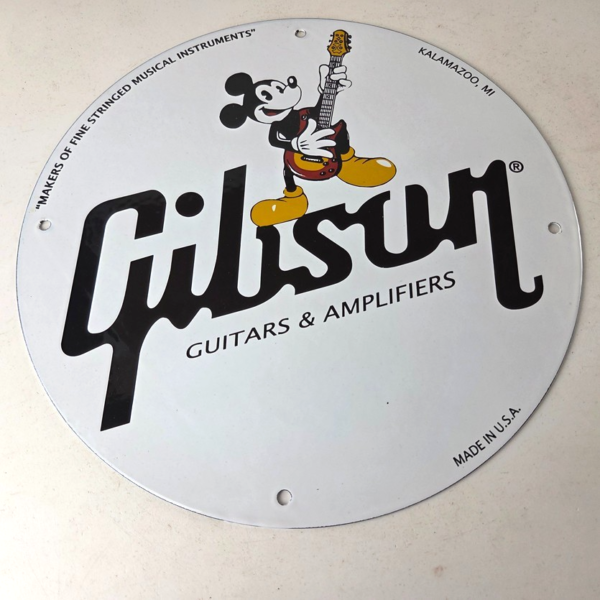 "MAKERS OF FINE STRINGED MUSICAL INSTRUMENTS"
KALAMAZOO, MI
Gibson®
GUITARS & AMPLIFIERS
MADE IN U.S.A.